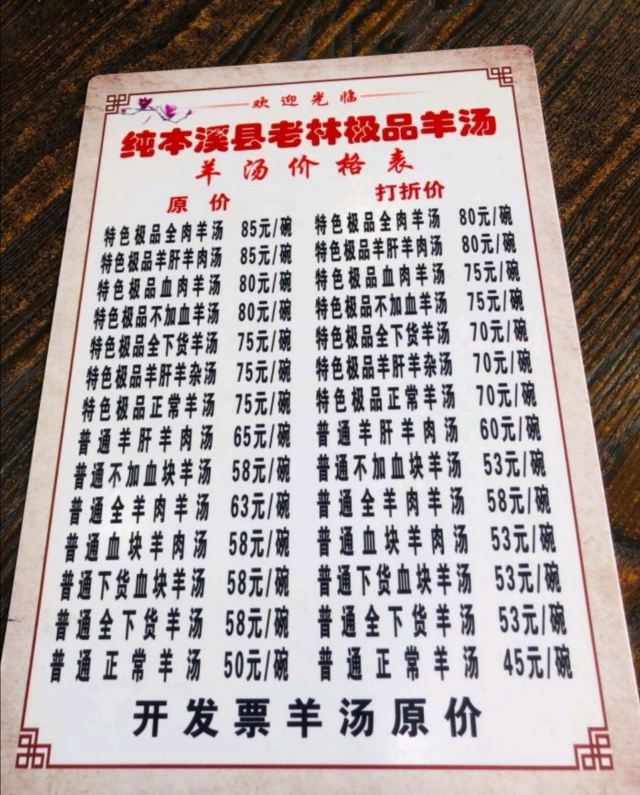 欢迎光临
纯本溪县老林极品羊汤
羊汤价格表
原价 打折价
特色极品全肉羊汤 85元/碗 特色极品全肉羊汤 80元/碗
特色极品羊肝羊肉汤 85元/碗 特色极品羊肝羊肉汤 80元/碗
特色极品血肉羊汤 80元/碗 特色极品血肉羊汤 75元/碗
特色极品不加血羊汤 80元/碗 特色极品不加血羊汤 75元/碗
特色极品全下货羊汤 75元/碗 特色极品全下货羊汤 70元/碗
特色极品羊肝羊杂汤 75元/碗 特色极品羊肝羊杂汤 70元/碗
特色极品正常羊汤 75元/碗 特色极品正常羊汤 70元/碗
普通羊肝羊肉汤 65元/碗 普通羊肝羊肉汤 60元/碗
普通不加血块羊汤 58元/碗 普通不加血块羊汤 53元/碗
普通全羊肉羊汤 63元/碗 普通全羊肉羊汤 58元/碗
普通血块羊肉汤 58元/碗 普通血块羊肉汤 53元/碗
普通下货血块羊汤 58元/碗 普通下货血块羊汤 53元/碗
普通全下货羊汤 58元/碗 普通全下货羊汤 53元/碗
普通正常羊汤 50元/碗 普通正常羊汤 45元/碗
开发票羊汤原价